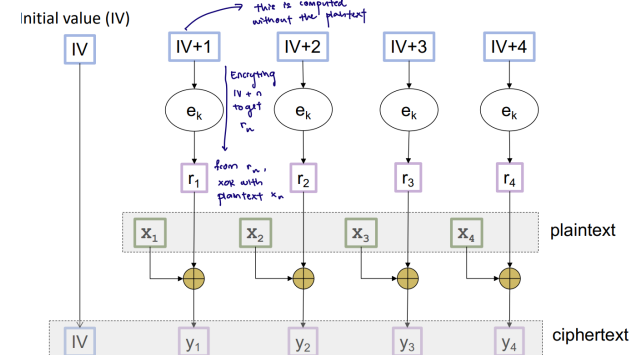 this is computed
without the plaintext
Initial value (IV)
IV
IV+1
IV+2
IV+3
IV+4
Encryting
IV + n
to get
rn
ek
ek
ek
ek
from rn,
xor with
plaintext xn
r1
r2
r3
r4
x1
x2
x3
x4
plaintext
IV
y1
y2
y3
y4
ciphertext